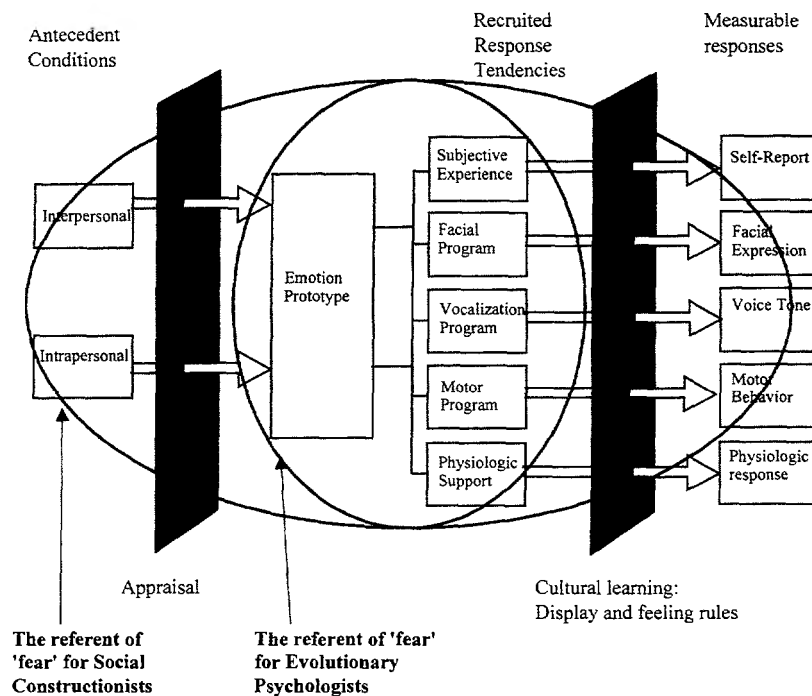 Antecedent
Conditions
Recruited
Response
Tendencies
Measurable
responses
Interpersonal
Intrapersonal
Emotion
Prototype
Subjective
Experience
Facial
Program
Vocalization
Program
Motor
Program
Physiologic
Support
Self-Report
Facial
Expression
Voice Tone
Motor
Behavior
Physiologic
response
Appraisal
Cultural learning:
Display and feeling rules
The referent of
'fear' for Social
Constructionists
The referent of 'fear'
for Evolutionary
Psychologists